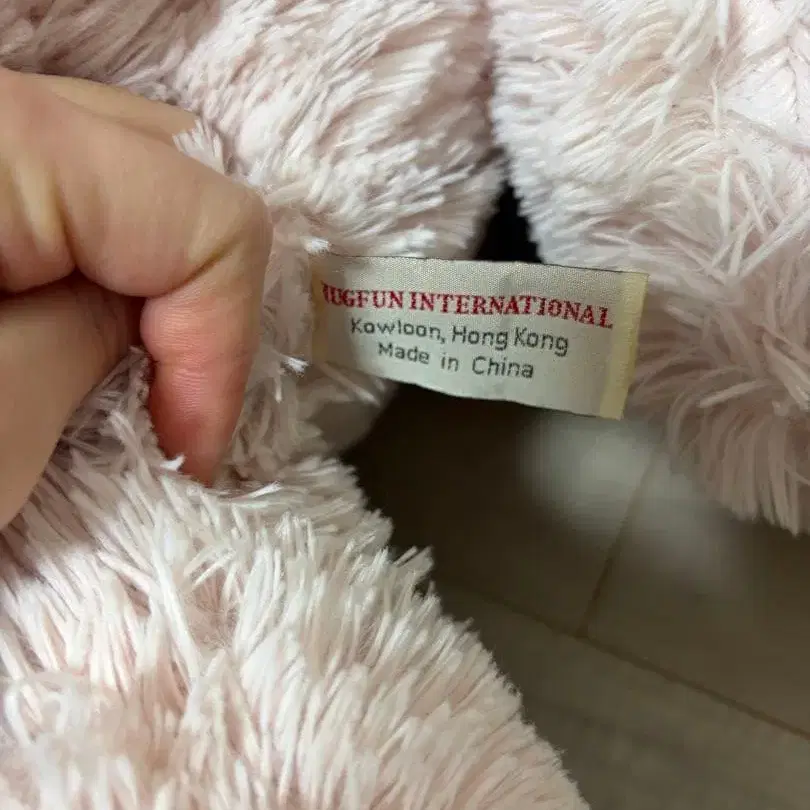 HUGFUN INTERNATIONAL
Kowloon, Hong Kong
Made in China